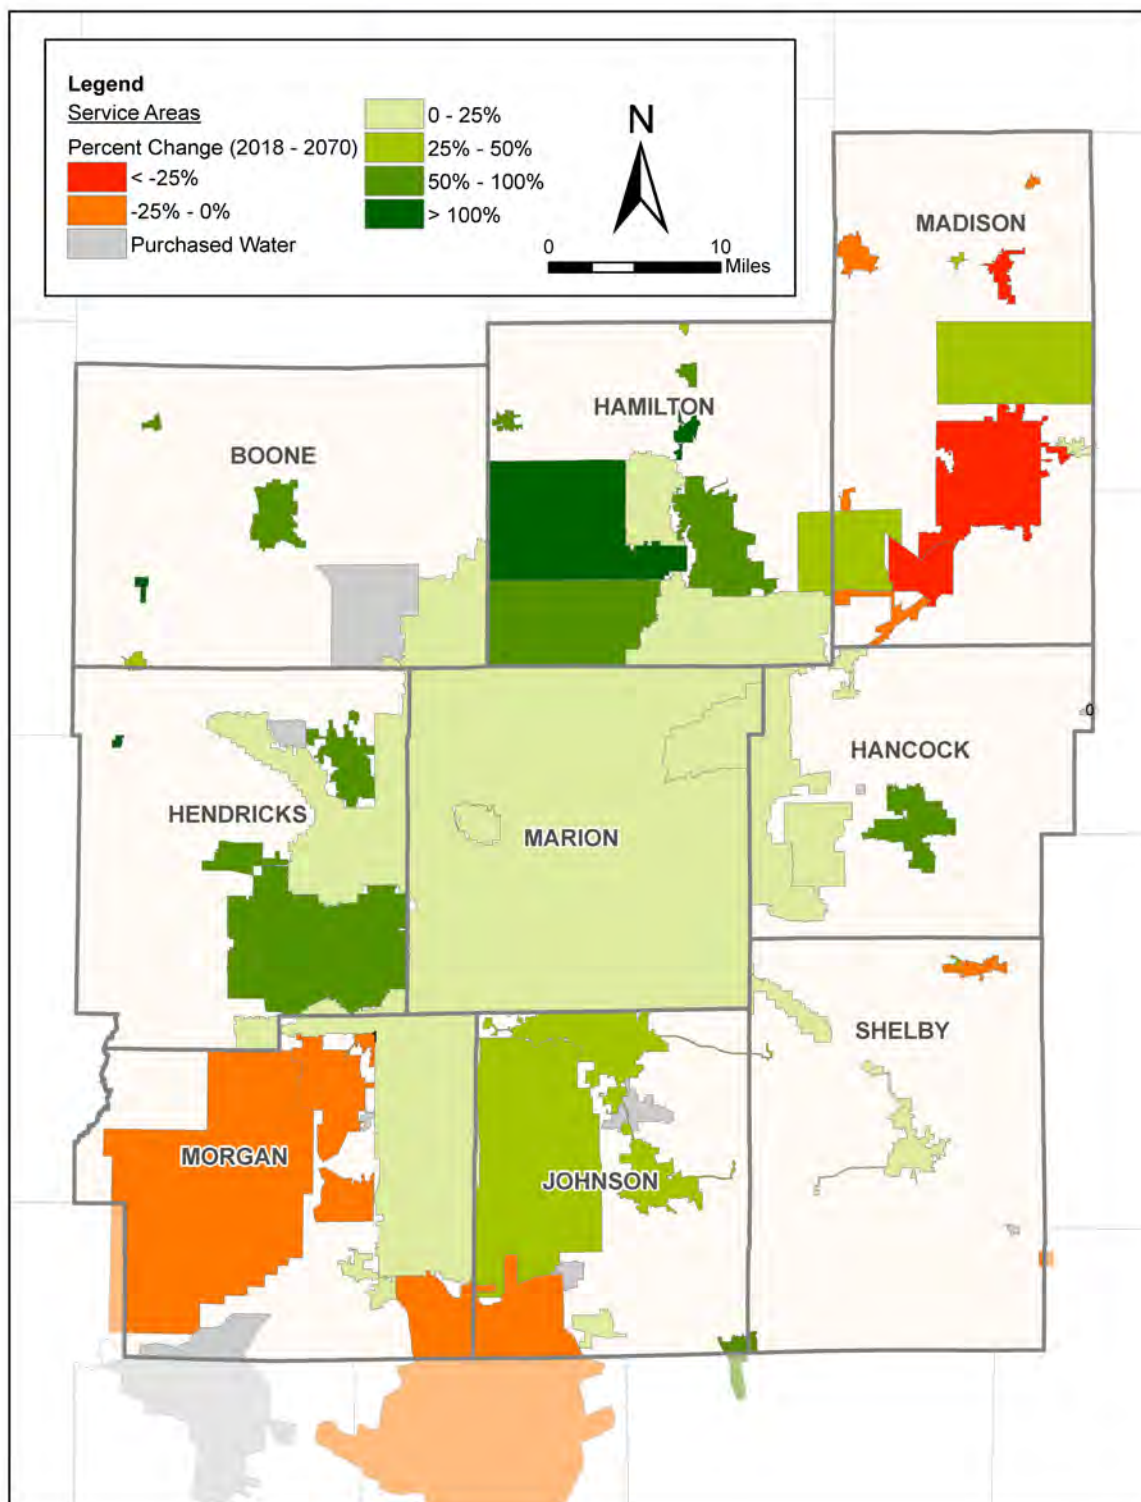 Legend
Service Areas
Percent Change (2018 - 2070)
< -25%
-25% - 0%
Purchased Water
0 - 25%
25% - 50%
50% - 100%
> 100%
N
0 10
Miles
MADISON
HAMILTON
BOONE
0
HANCOCK
HENDRICKS
MARION
SHELBY
MORGAN
JOHNSON